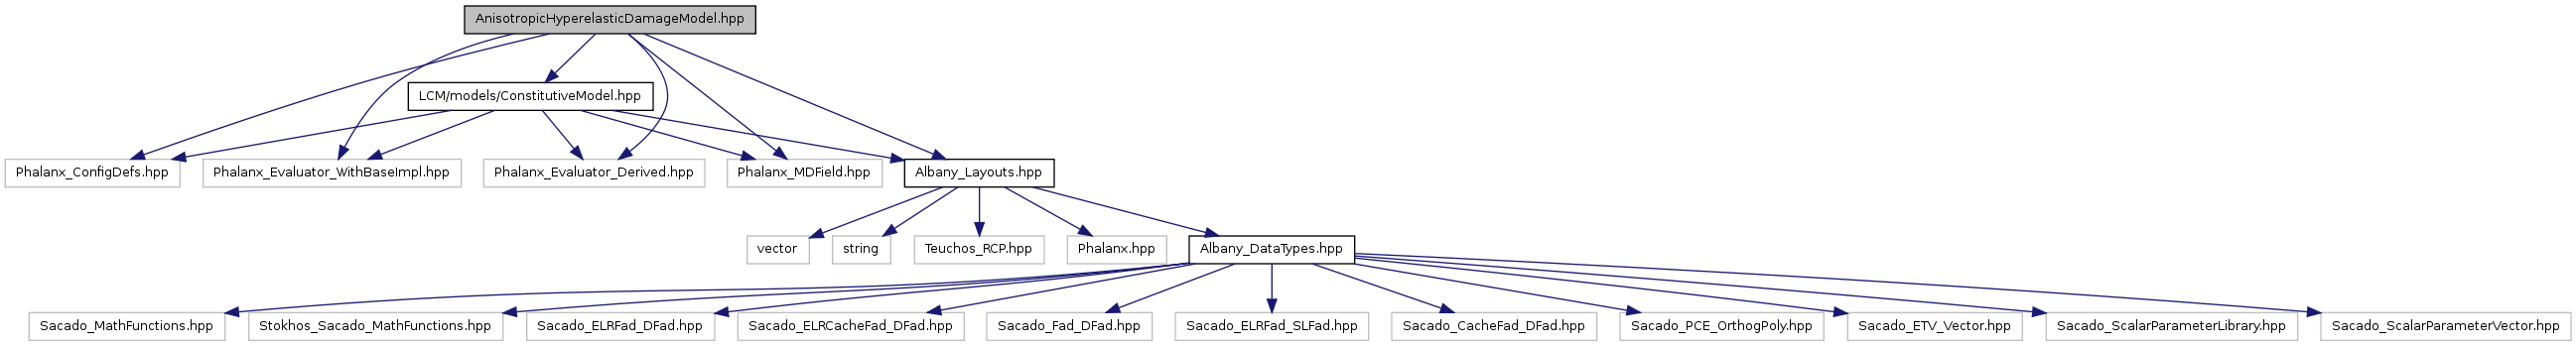 AnisotropicHyperelasticDamageModel.hpp
LCM/models/ConstitutiveModel.hpp
Phalanx_ConfigDefs.hpp
Phalanx_Evaluator_WithBaseImpl.hpp
Phalanx_Evaluator_Derived.hpp
Phalanx_MDField.hpp
Albany_Layouts.hpp
vector
string
Teuchos_RCP.hpp
Phalanx.hpp
Albany_DataTypes.hpp
Sacado_MathFunctions.hpp
Stokhos_Sacado_MathFunctions.hpp
Sacado_ELRFad_DFad.hpp
Sacado_ELRCacheFad_DFad.hpp
Sacado_Fad_DFad.hpp
Sacado_ELRFad_SLFad.hpp
Sacado_CacheFad_DFad.hpp
Sacado_PCE_OrthogPoly.hpp
Sacado_ETV_Vector.hpp
Sacado_ScalarParameterLibrary.hpp
Sacado_ScalarParameterVector.hpp